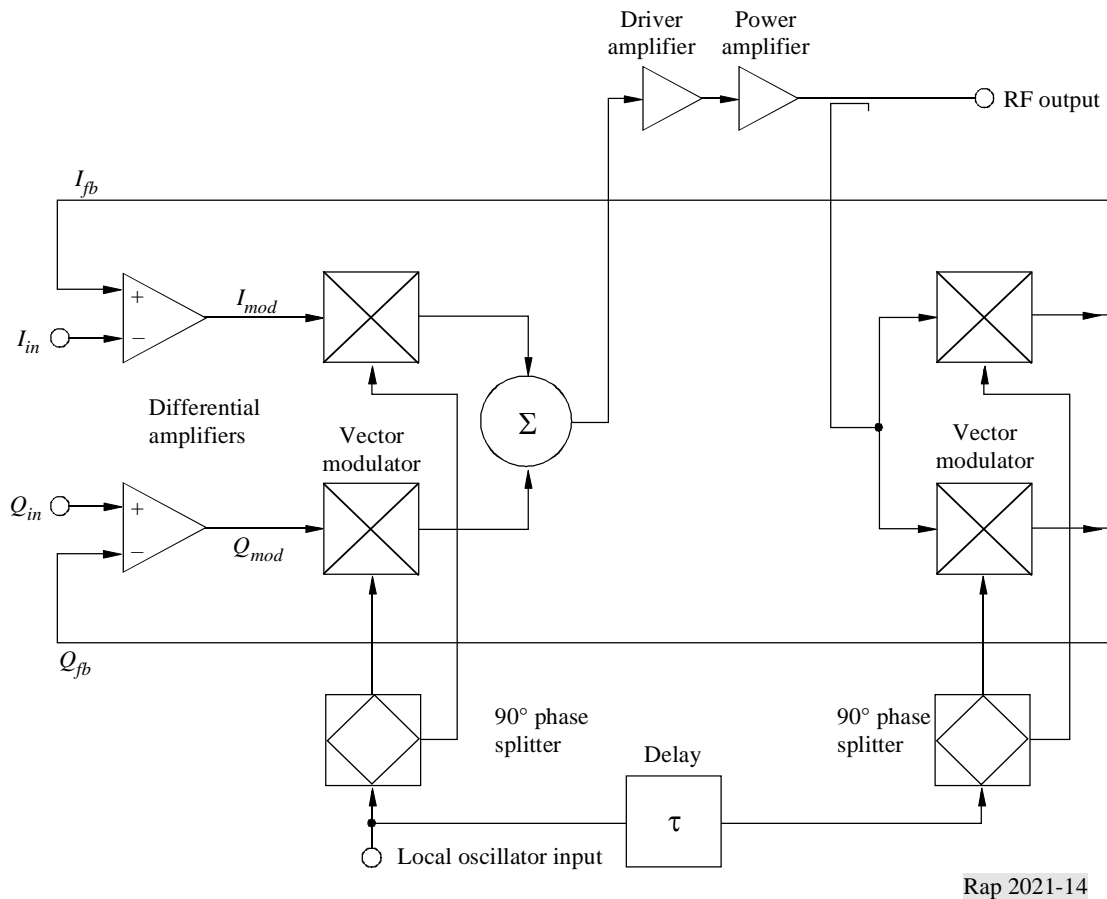 Driver
amplifier
Power
amplifier
RF output
I_fb
+
−
I_in
I_mod
Differential
amplifiers
Vector
modulator
Σ
Vector
modulator
Q_in
+
−
Q_mod
Q_fb
90° phase
splitter
90° phase
splitter
Delay
τ
Local oscillator input
Rap 2021-14